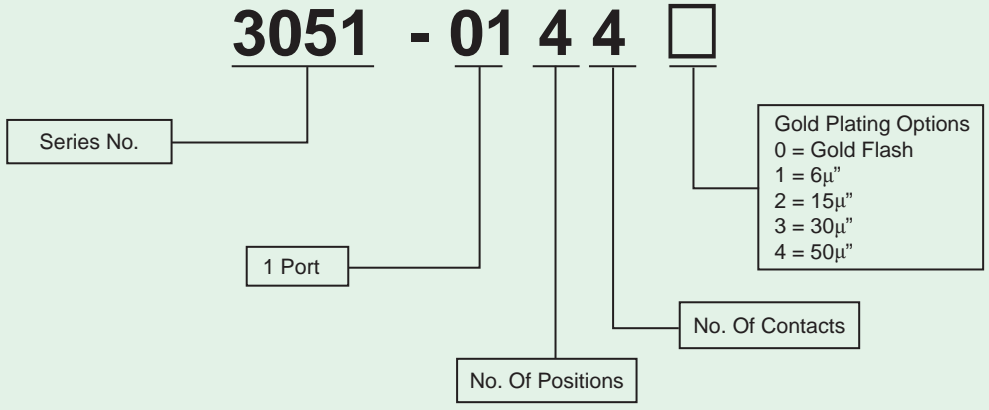 3051 - 01 4 4 □
Series No.
Gold Plating Options
0 = Gold Flash
1 = 6μ”
2 = 15μ”
3 = 30μ”
4 = 50μ”
1 Port
No. Of Contacts
No. Of Positions